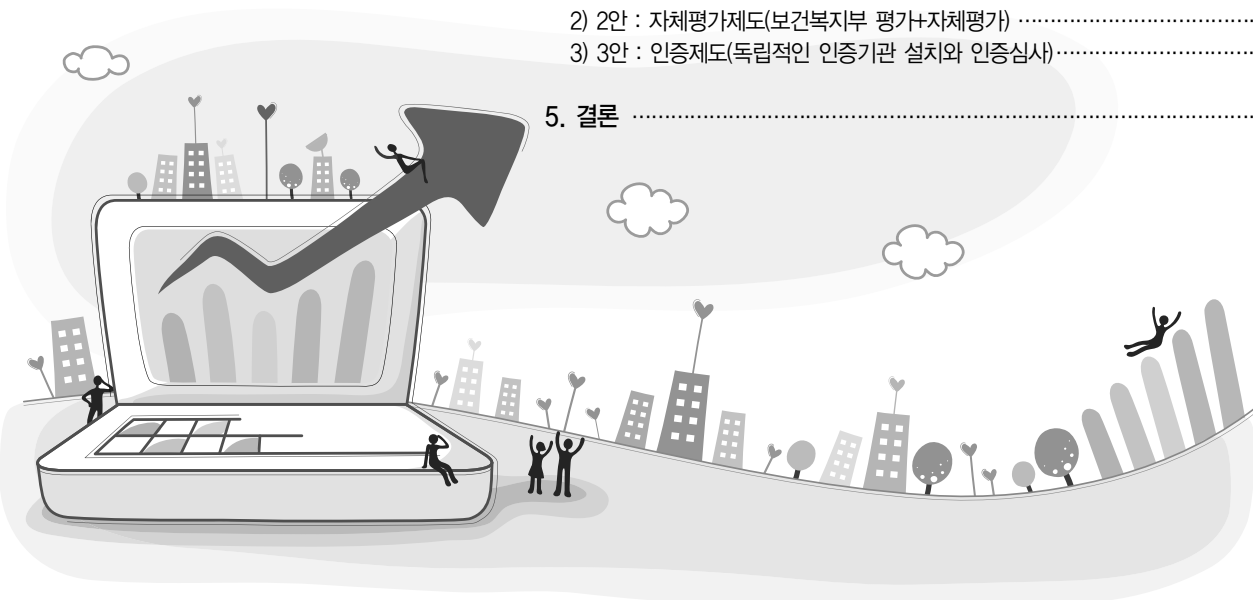 2) 2안 : 자체평가제도(보건복지부 평가+자체평가) ……………………………
3) 3안 : 인증제도(독립적인 인증기관 설치와 인증심사) ……………………………
5. 결론 ……………………………………………………………………………